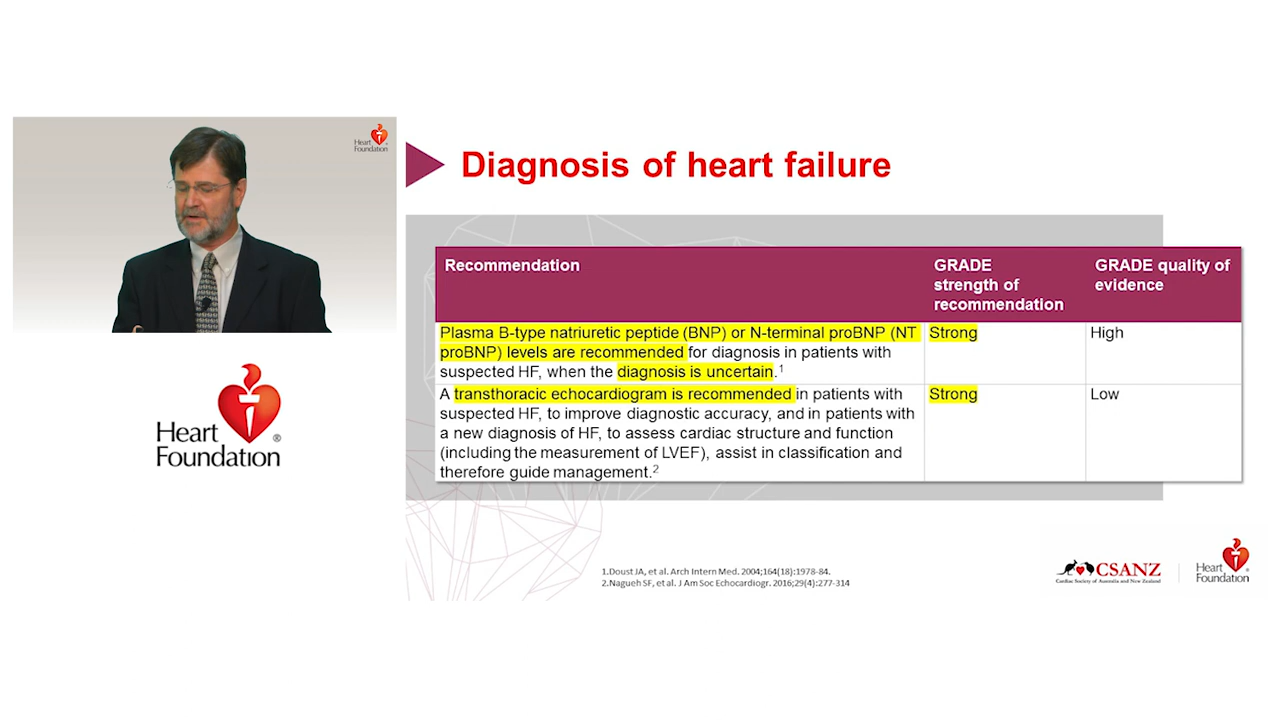 Heart
Foundation
Heart
Foundation®
Diagnosis of heart failure
Recommendation
GRADE
strength of
recommendation
GRADE quality of
evidence
Plasma B-type natriuretic peptide (BNP) or N-terminal proBNP (NT
proBNP) levels are recommended for diagnosis in patients with
suspected HF, when the diagnosis is uncertain.1
Strong
High
A transthoracic echocardiogram is recommended in patients with
suspected HF, to improve diagnostic accuracy, and in patients with
a new diagnosis of HF, to assess cardiac structure and function
(including the measurement of LVEF), assist in classification and
therefore guide management.2
Strong
Low
1.Doust JA, et al. Arch Intern Med. 2004;164(18):1978-84.
2.Nagueh SF, et al. J Am Soc Echocardiogr. 2016;29(4):277-314
CSANZ
Cardiac Society of Australia and New Zealand
Heart
Foundation